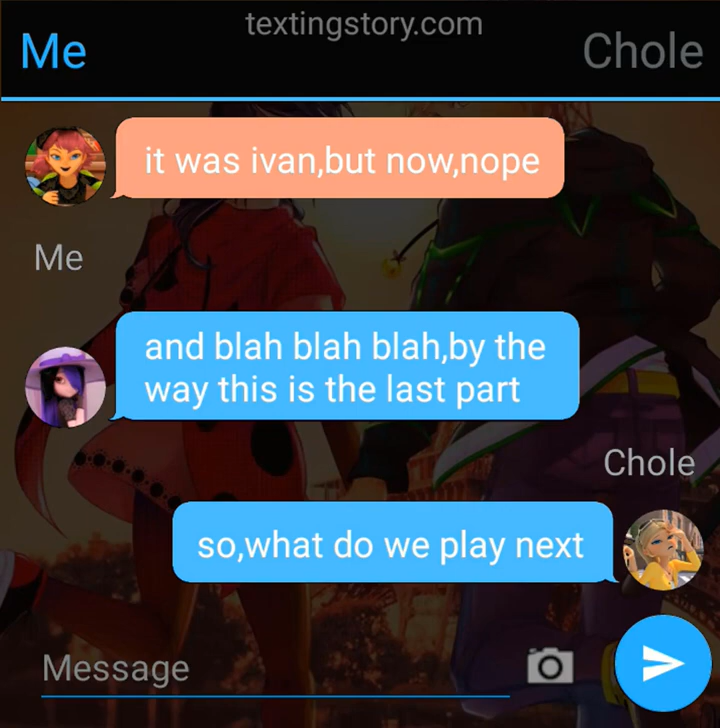 textingstory.com
Me
Chole
it was ivan,but now,nope
Me
and blah blah blah,by the
way this is the last part
Chole
so,what do we play next
Message